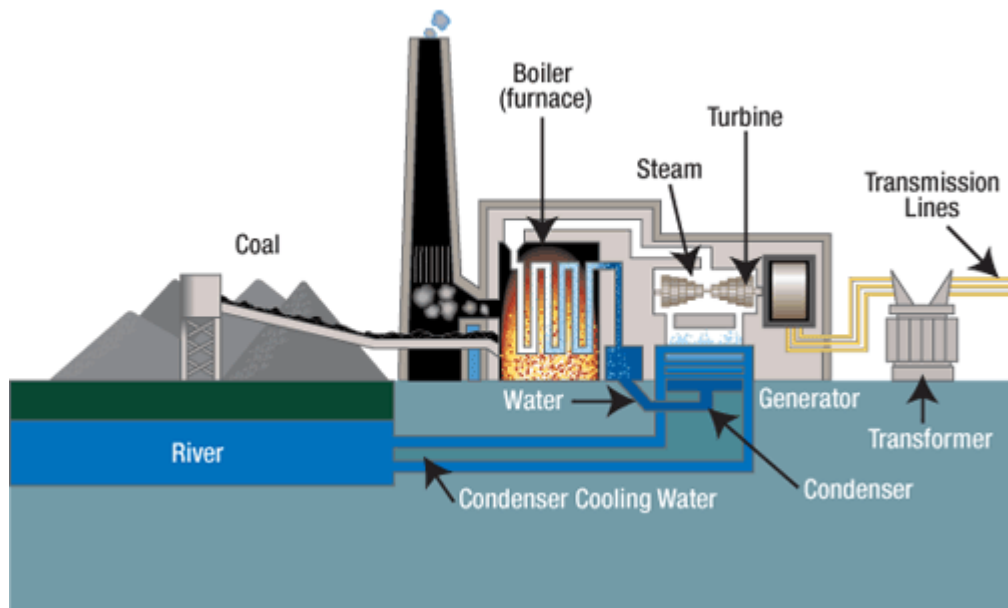 Boiler
(furnace)
Turbine
Steam
Transmission
Lines
Coal
Water
Generator
River
Transformer
Condenser Cooling Water
Condenser